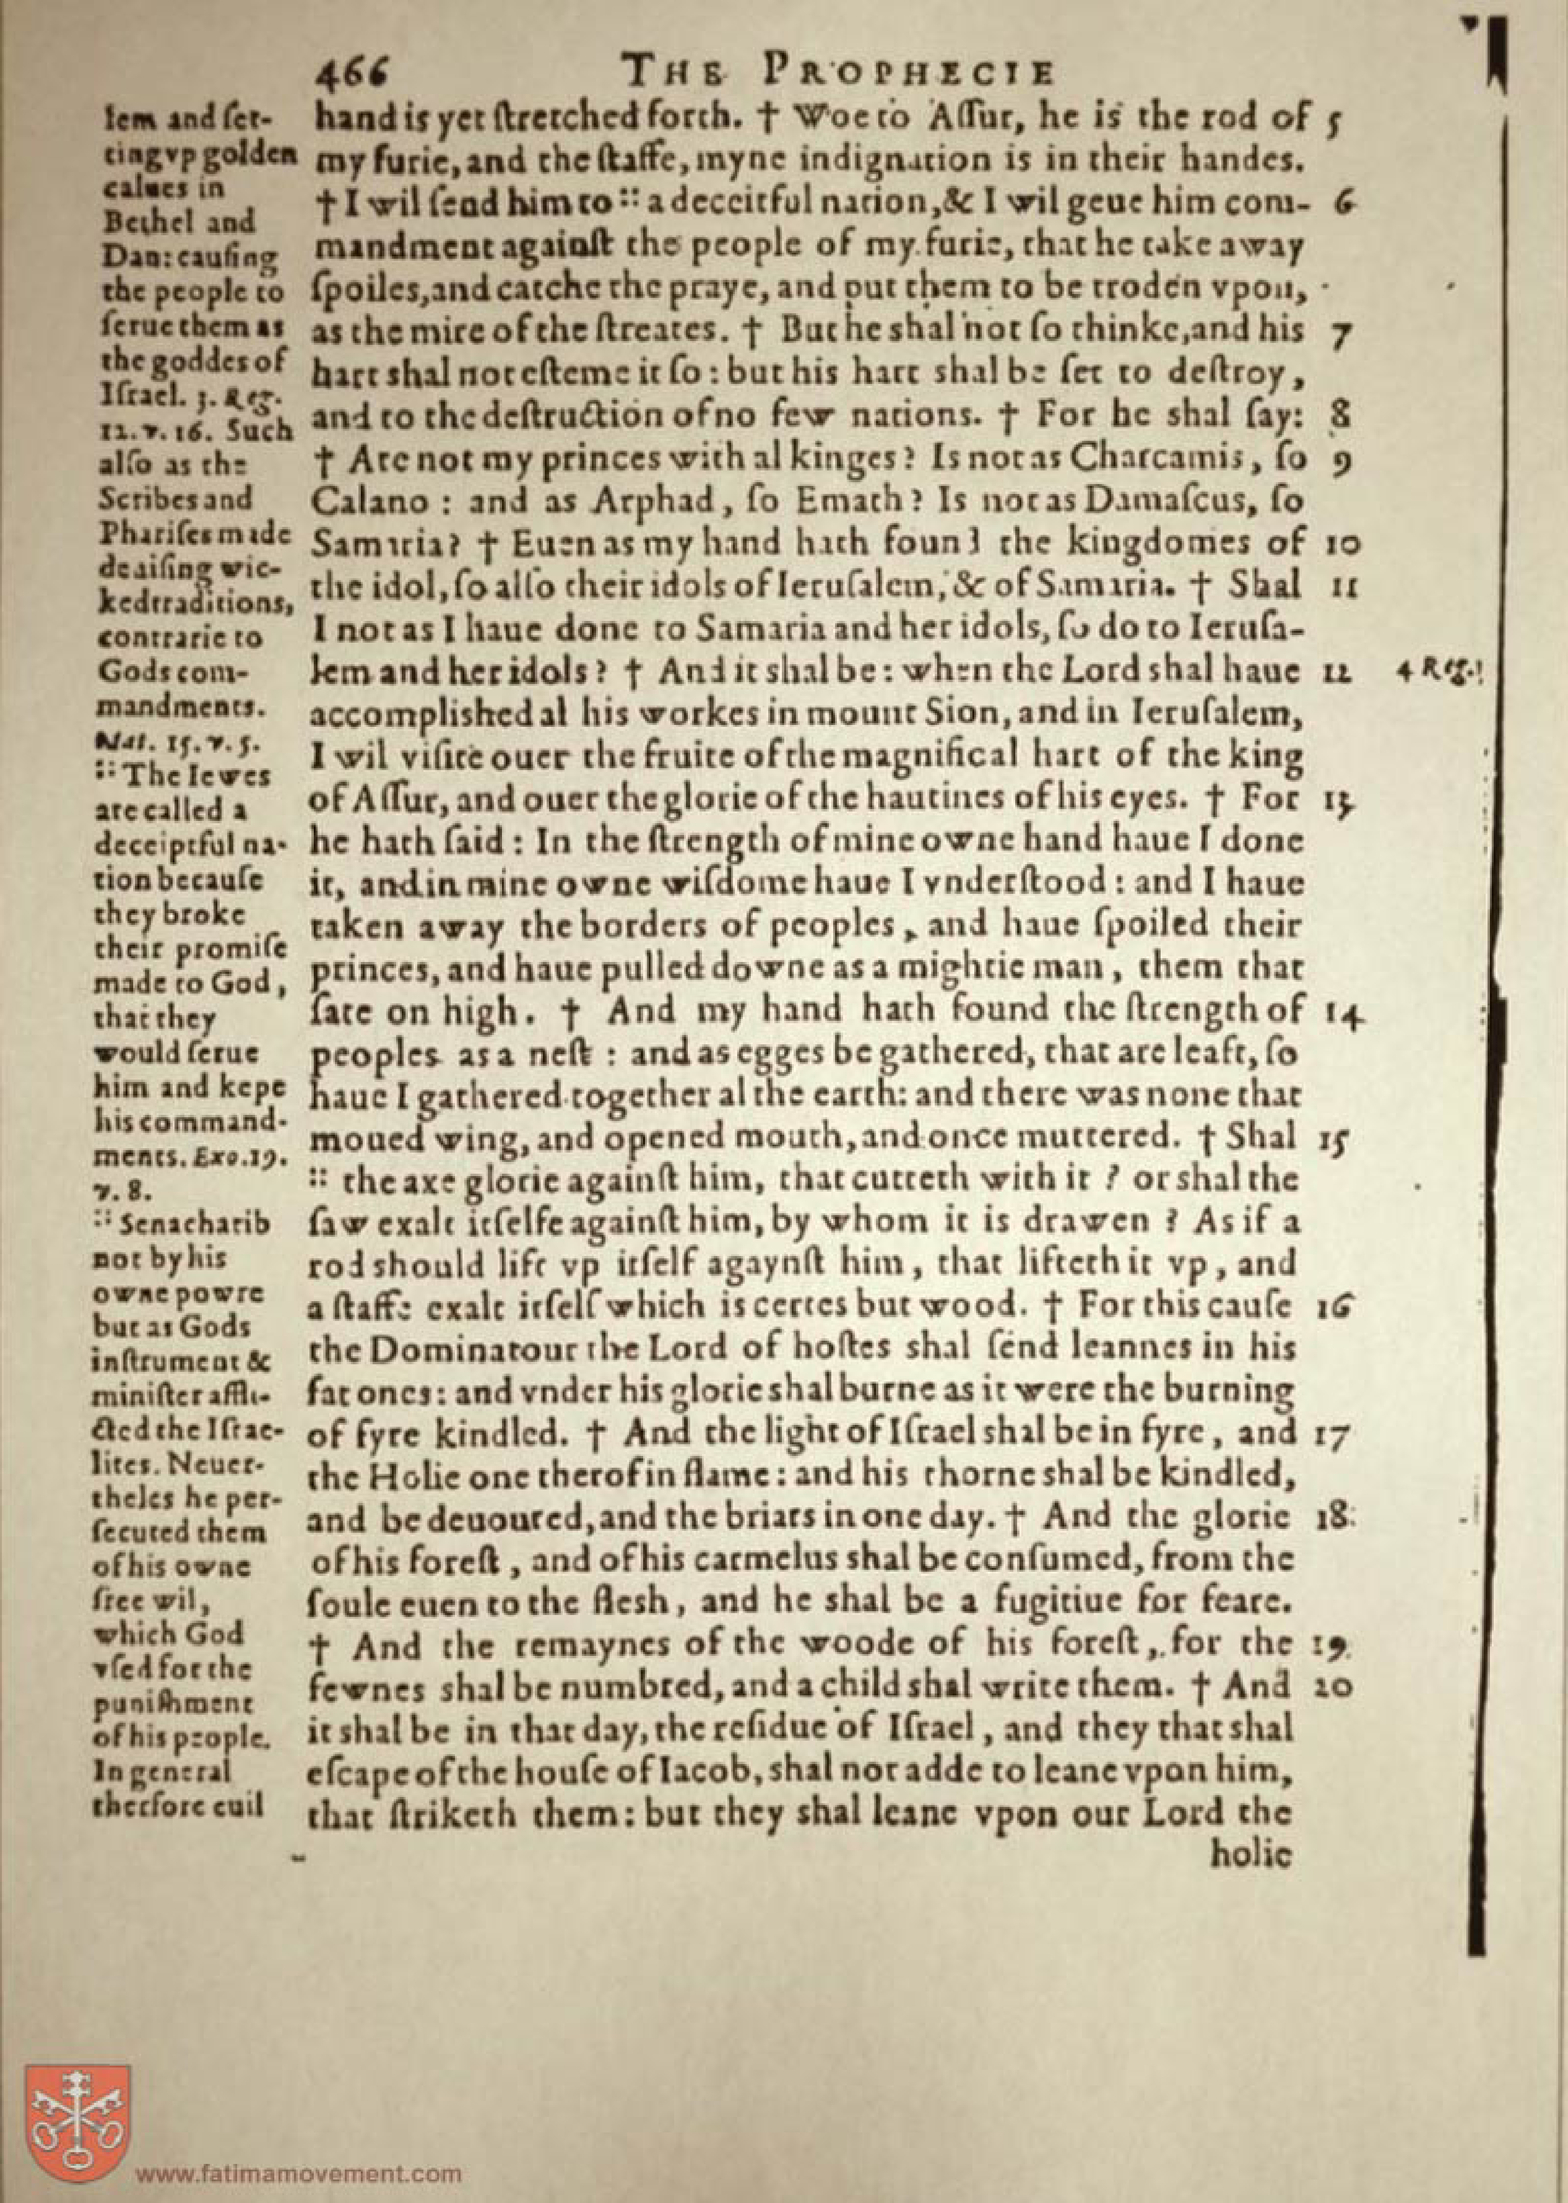 466 THE PROPHECIE
lem and ſet-
ting vp golden
calues in
Bethel and
Dan: cauſing
the people to
ſerue them as
the goddes of
Iſrael. 3. Reg.
12. v. 16. Such
alſo as the
Scribes and
Phariſes made
deuiſing wic-
ked traditions,
contrarie to
Gods com-
mandments.
Mat. 15. v. 5.
:: The Iewes
are called a
deceiptful na-
tion becauſe
they broke
their promiſe
made to God,
that they
would ſerue
him and kepe
his command-
ments. Exo. 19.
v. 8.
:: Senacharib
not by his
owne powre
but as Gods
inſtrument &
miniſter affli-
cted the Iſrae-
lites. Neuer-
theles he per-
ſecuted them
of his owne
free wil,
which God
vſed for the
puniſhment
of his people.
In general
therfore euil
hand is yet ſtretched forth. † Woe to Aſſur, he is the rod of 5
my furie, and the ſtaffe, myne indignation is in their handes.
† I wil ſend him to :: a deceitful nation, & I wil geue him com- 6
mandment againſt the people of my furie, that he take away
ſpoiles, and catche the praye, and put them to be troden vpon,
as the mire of the ſtreates. † But he shal not ſo thinke, and his 7
hart shal not eſteme it ſo: but his hart shal be ſet to deſtroy,
and to the deſtruction of no few nations. † For he shal ſay: 8
† Are not my princes with al kinges? Is not as Charcamis, ſo 9
Calano: and as Arphad, ſo Emath? Is not as Damaſcus, ſo
Samaria? † Euen as my hand hath found the kingdomes of 10
the idol, ſo alſo their idols of Ieruſalem, & of Samaria. † Shal 11
I not as I haue done to Samaria and her idols, ſo do to Ieruſa-
lem and her idols? † And it shal be: when the Lord shal haue 12 4 Reg.
accomplished al his workes in mount Sion, and in Ieruſalem,
I wil viſite ouer the fruite of the magnifical hart of the king
of Aſſur, and ouer the glorie of the hautines of his eyes. † For 13
he hath ſaid: In the ſtrength of mine owne hand haue I done
it, and in mine owne wiſdome haue I vnderſtood: and I haue
taken away the borders of peoples, and haue ſpoiled their
princes, and haue pulled downe as a mightie man, them that
ſate on high. † And my hand hath found the ſtrength of 14
peoples as a neſt: and as egges be gathered, that are leaft, ſo
haue I gathered together al the earth: and there was none that
moued wing, and opened mouth, and once muttered. † Shal 15
:: the axe glorie againſt him, that cutteth with it? or shal the
ſaw exalt itſelfe againſt him, by whom it is drawen? As if a
rod should lift vp itſelf agaynſt him, that lifteth it vp, and
a ſtaffe exalt itſelf which is certes but wood. † For this cauſe 16
the Dominatour the Lord of hoſtes shal ſend leannes in his
fat ones: and vnder his glorie shal burne as it were the burning
of fyre kindled. † And the light of Iſrael shal be in fyre, and 17
the Holie one therof in flame: and his thorne shal be kindled,
and be deuoured, and the briars in one day. † And the glorie 18
of his foreſt, and of his carmelus shal be conſumed, from the
ſoule euen to the flesh, and he shal be a fugitiue for feare.
† And the remaynes of the woode of his foreſt, for the 19
fewnes shal be numbred, and a child shal write them. † And 20
it shal be in that day, the reſidue of Iſrael, and they that shal
eſcape of the houſe of Iacob, shal not adde to leane vpon him,
that ſtriketh them: but they shal leane vpon our Lord the
holie
www.fatimamovement.com